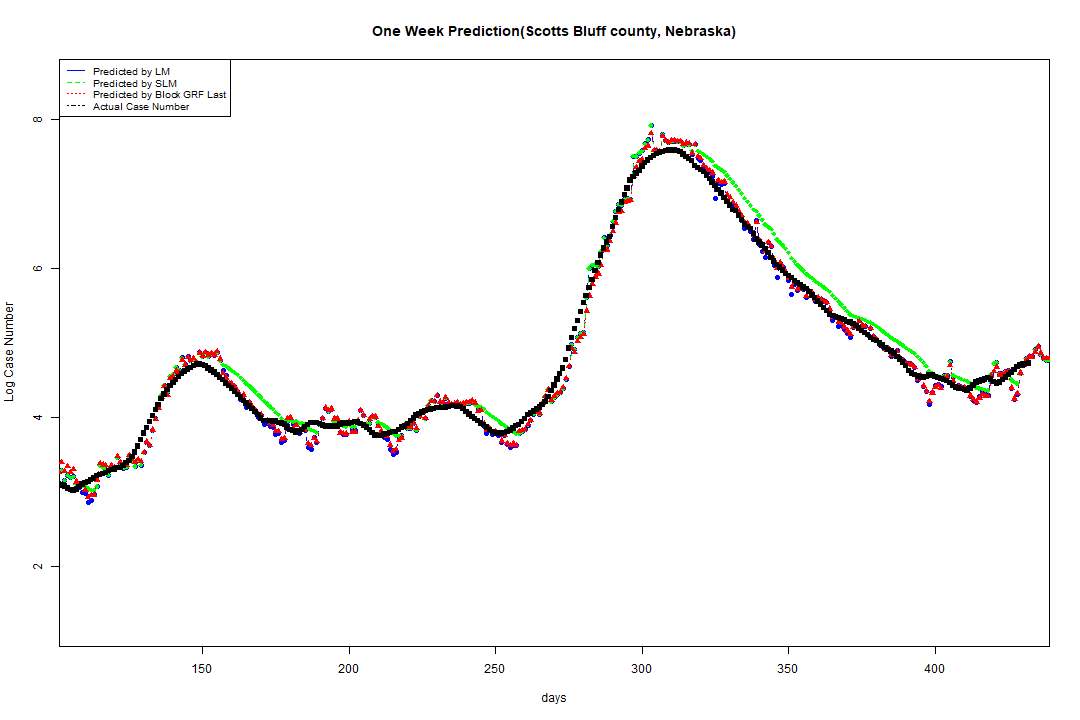 One Week Prediction(Scotts Bluff county, Nebraska)
Predicted by LM
Predicted by SLM
Predicted by Block GRF Last
Actual Case Number
8
6
4
2
Log Case Number
150 200 250 300 350 400
days